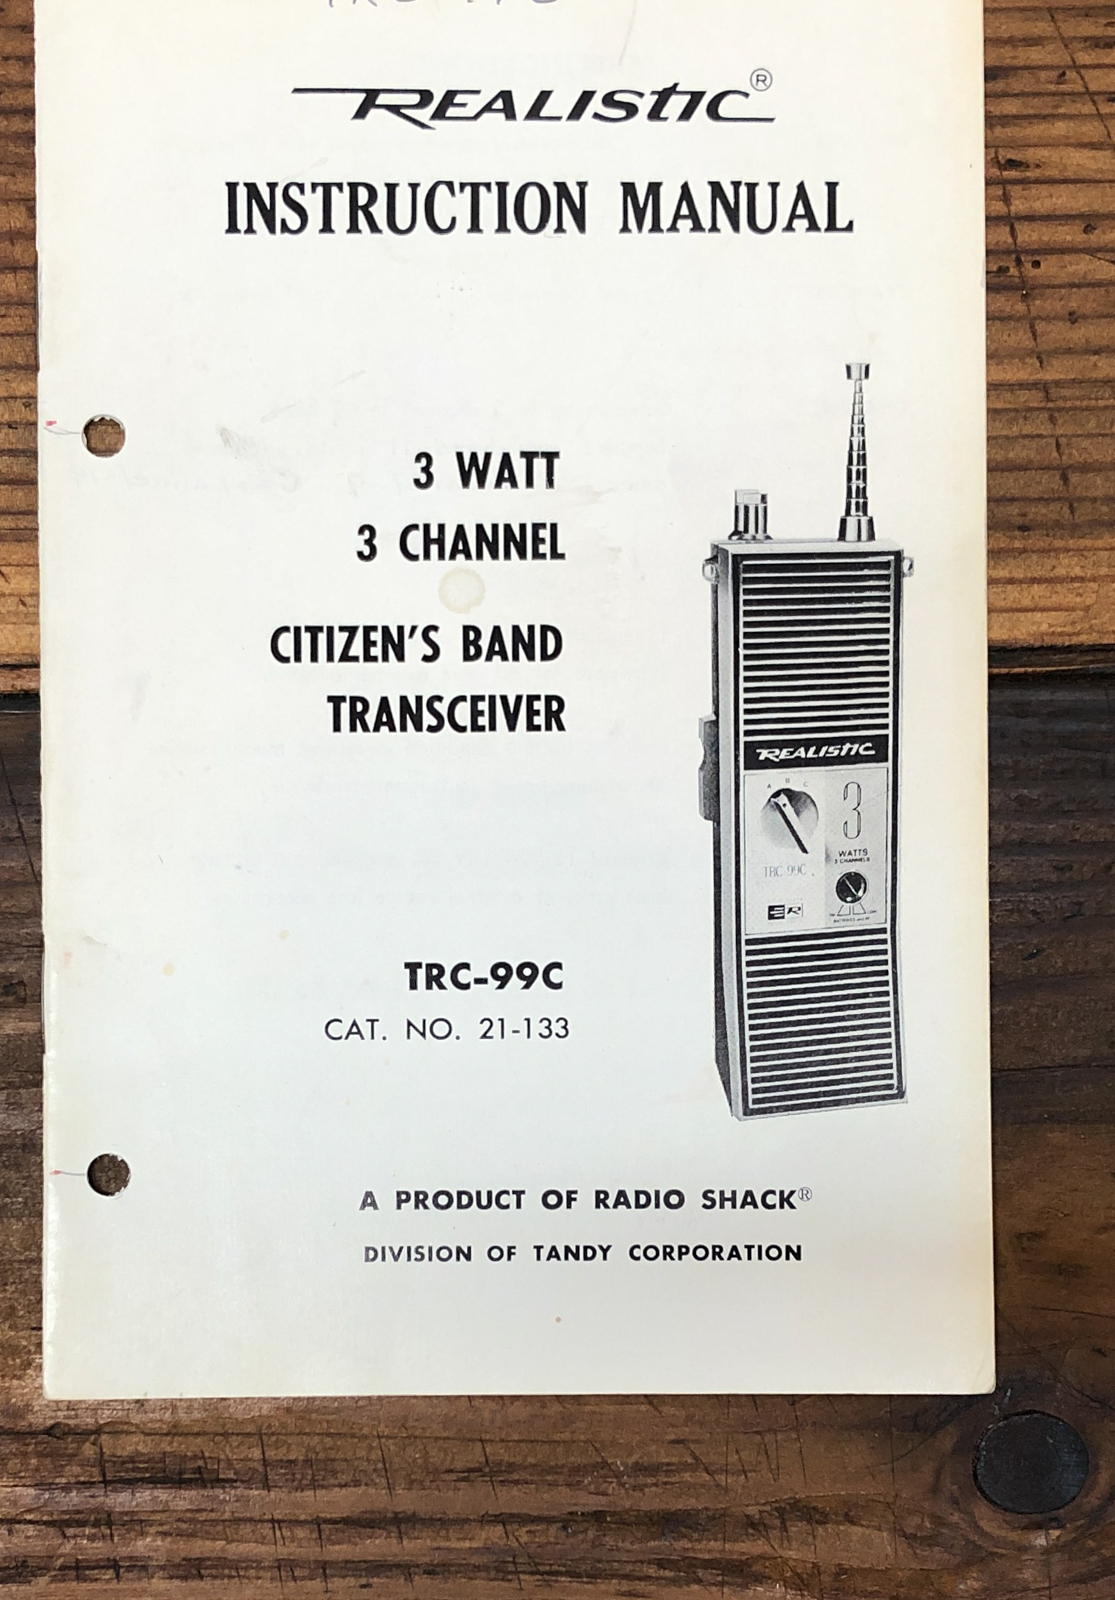 REALISTIC®
INSTRUCTION MANUAL
3 WATT
3 CHANNEL
CITIZEN'S BAND
TRANSCEIVER
REALISTIC
A B C
3
WATTS
3 CHANNELS
TRC 99C
TRC-99C
CAT. NO. 21-133
A PRODUCT OF RADIO SHACK®
DIVISION OF TANDY CORPORATION